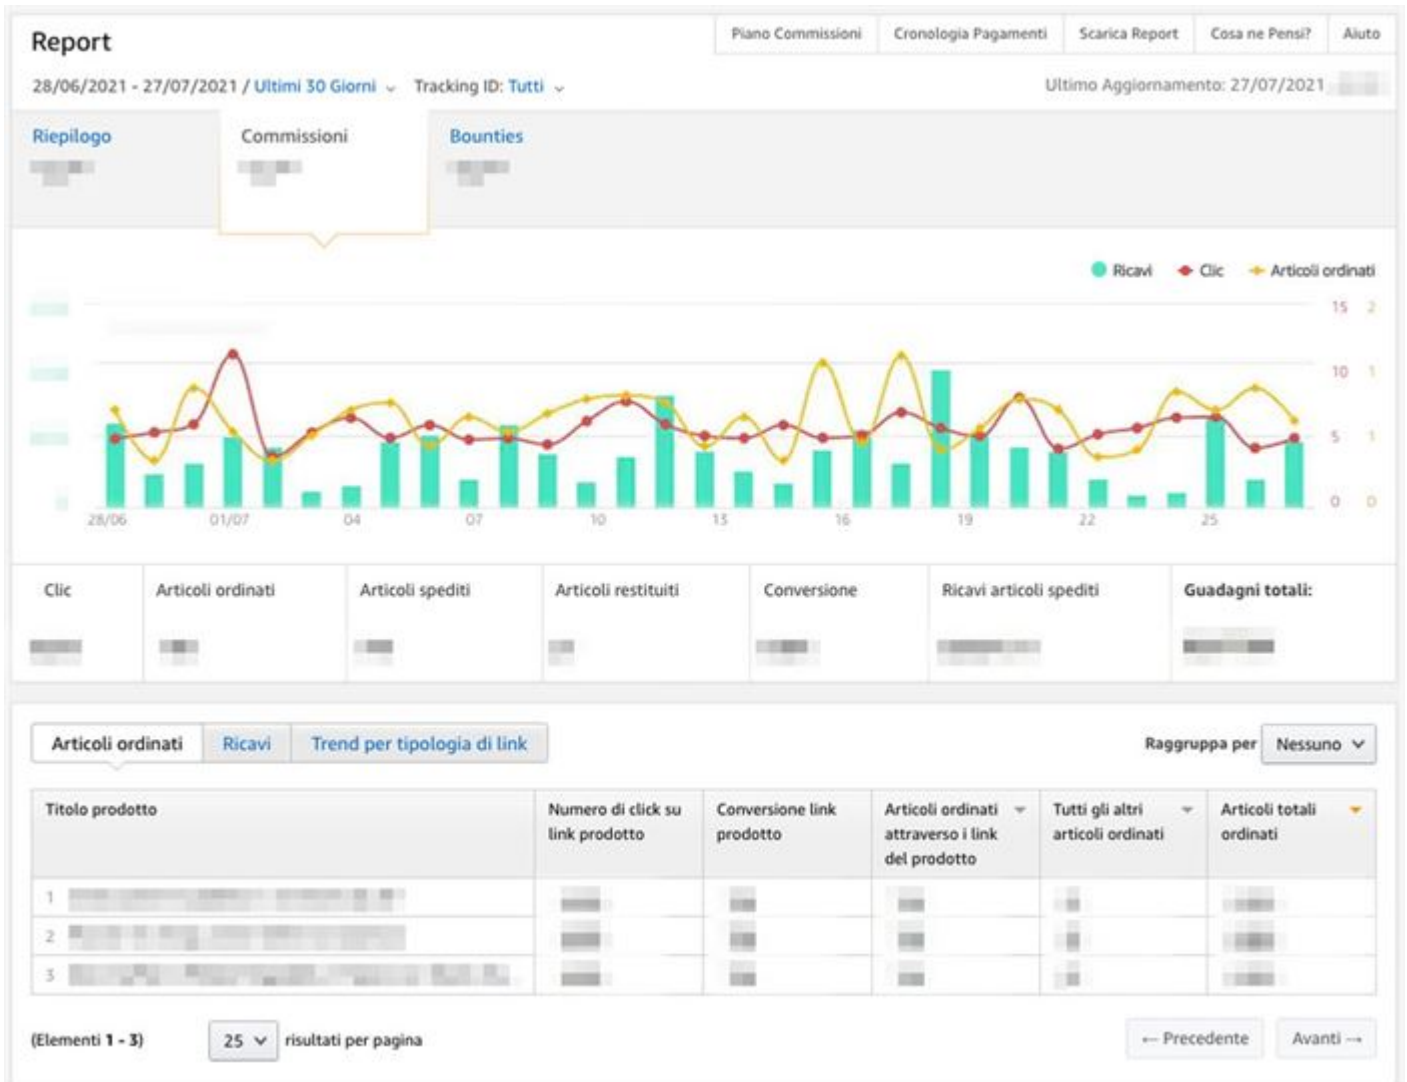 Report
Piano Commissioni
Cronologia Pagamenti
Scarica Report
Cosa ne Pensi?
Aiuto
28/06/2021 - 27/07/2021 / Ultimi 30 Giorni
Tracking ID: Tutti
Ultimo Aggiornamento: 27/07/2021
Riepilogo
Commissioni
Bounties
Ricavi
Clic
Articoli ordinati
15 2
10 1
5 1
0 0
28/06 01/07 04 07 10 13 16 19 22 25
Clic
Articoli ordinati
Articoli spediti
Articoli restituiti
Conversione
Ricavi articoli spediti
Guadagni totali:
Articoli ordinati
Ricavi
Trend per tipologia di link
Raggruppa per Nessuno
Titolo prodotto
Numero di click su
link prodotto
Conversione link
prodotto
Articoli ordinati
attraverso i link
del prodotto
Tutti gli altri
articoli ordinati
Articoli totali
ordinati
1
2
3
(Elementi 1 - 3)
25 risultati per pagina
← Precedente
Avanti →